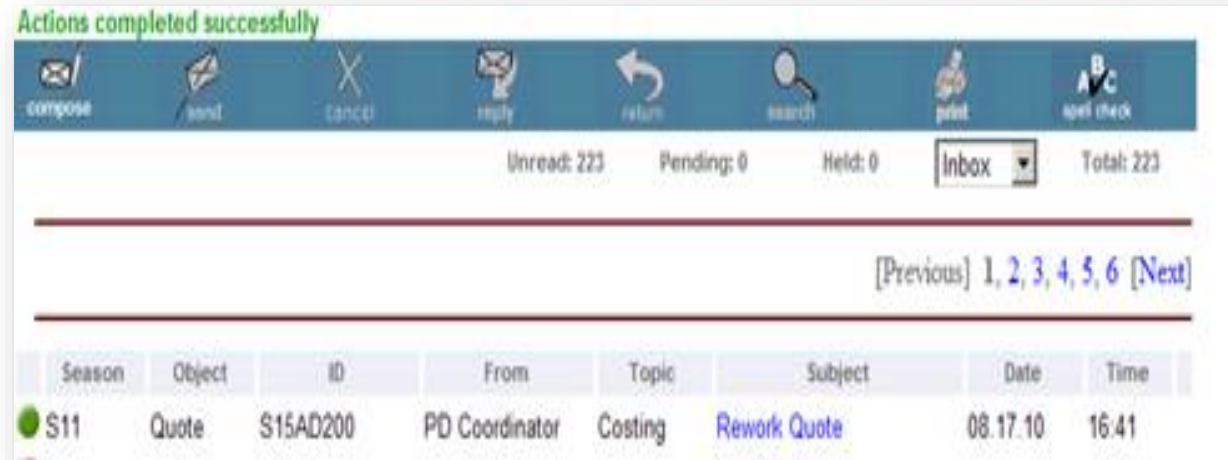 Actions completed successfully
compose send cancel reply return search print spell check
ABC
Unread: 223 Pending: 0 Held: 0 Inbox Total: 223
[Previous] 1, 2, 3, 4, 5, 6 [Next]
Season Object ID From Topic Subject Date Time
S11 Quote S15AD200 PD Coordinator Costing Rework Quote 08.17.10 16:41